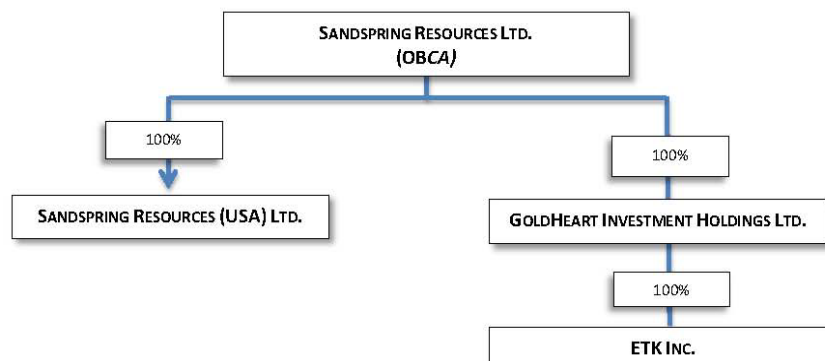 SANDSPRING RESOURCES LTD.
(OBCA)
100%
100%
SANDSPRING RESOURCES (USA) LTD.
GOLDHEART INVESTMENT HOLDINGS LTD.
100%
ETK INC.